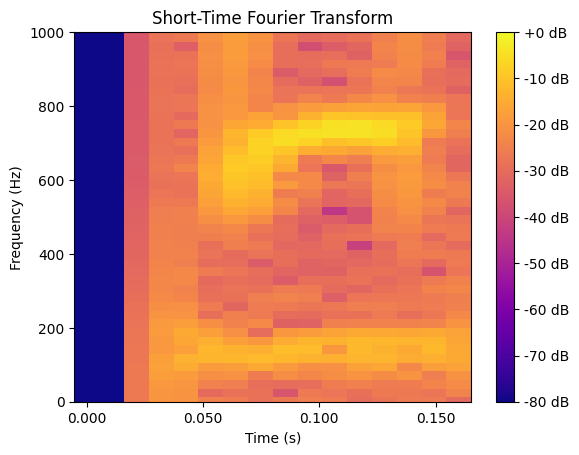 Short-Time Fourier Transform
1000
800
600
400
200
0
Frequency (Hz)
0.000
0.050
0.100
0.150
Time (s)
+0 dB
-10 dB
-20 dB
-30 dB
-40 dB
-50 dB
-60 dB
-70 dB
-80 dB